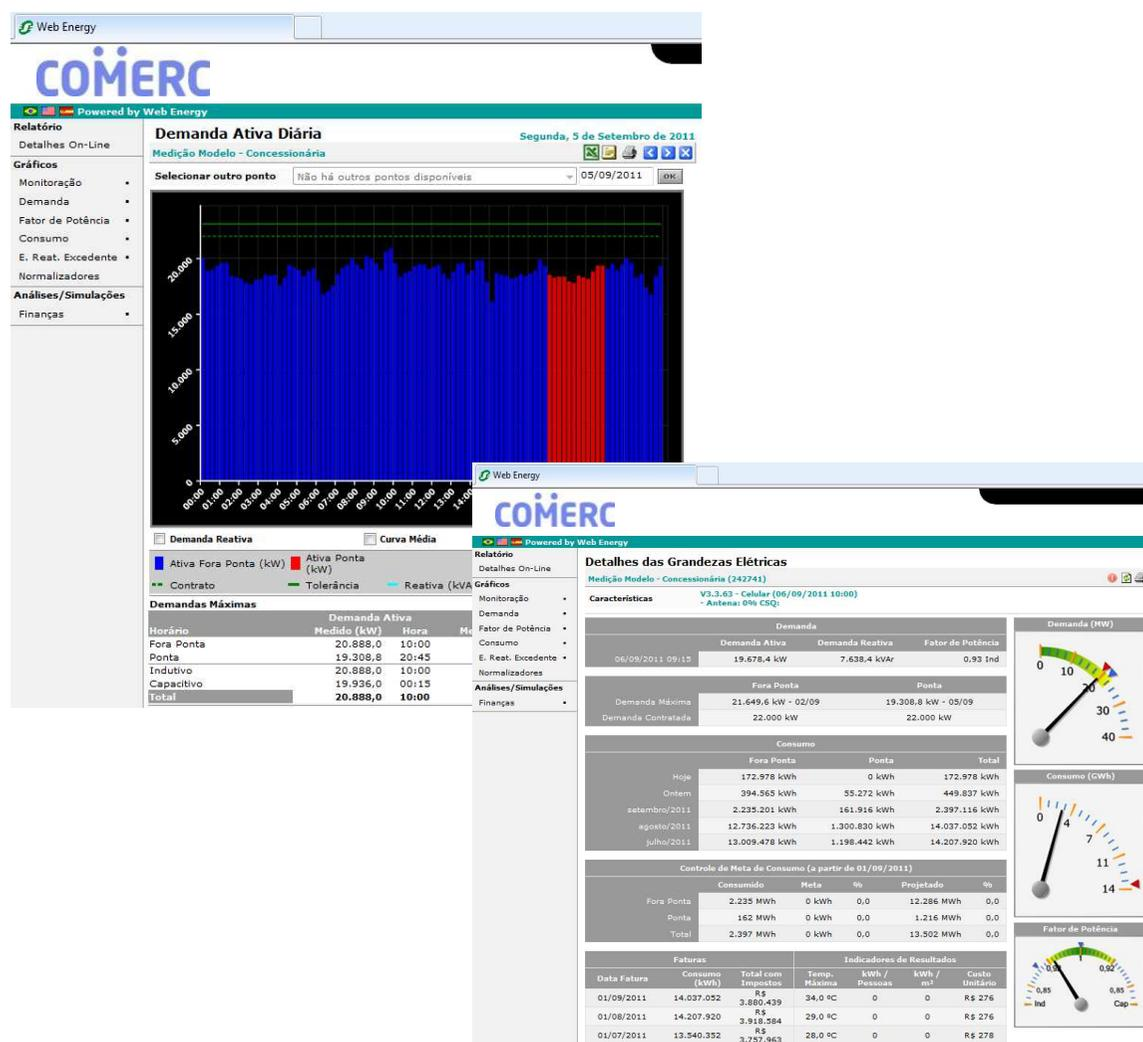 Web Energy
COMERC
Powered by Web Energy
Relatório
Detalhes On-Line
Gráficos
Monitoração
Demanda
Fator de Potência
Consumo
E. Reat. Excedente
Normalizadores
Análises/Simulações
Finanças
Demanda Ativa Diária
Segunda, 5 de Setembro de 2011
Medição Modelo - Concessionária
Selecionar outro ponto Não há outros pontos disponíveis 05/09/2011 OK
20.000
15.000
10.000
5.000
0
00:00 01:00 02:00 03:00 04:00 05:00 06:00 07:00 08:00 09:00 10:00 11:00 12:00 13:00 14:00
Demanda Reativa Curva Média
Ativa Fora Ponta (kW) Ativa Ponta (kW)
Contrato Tolerância Reativa (kVA
Demandas Máximas
Demanda Ativa
Horário Medido (kW) Hora Me
Fora Ponta 20.888,0 10:00
Ponta 19.308,8 20:45
Indutivo 20.888,0 10:00
Capacitivo 19.936,0 00:15
Total 20.888,0 10:00
Web Energy
COMERC
Powered by Web Energy
Relatório
Detalhes On-Line
Gráficos
Monitoração
Demanda
Fator de Potência
Consumo
E. Reat. Excedente
Normalizadores
Análises/Simulações
Finanças
Detalhes das Grandezas Elétricas
Medição Modelo - Concessionária (242741)
Características V3.3.63 - Celular (06/09/2011 10:00)
- Antena: 0% CSQ:
Demanda
Demanda Ativa Demanda Reativa Fator de Potência
06/09/2011 09:15 19.678,4 kW 7.638,4 kVAr 0,93 Ind
Fora Ponta Ponta
Demanda Máxima 21.649,6 kW - 02/09 19.308,8 kW - 05/09
Demanda Contratada 22.000 kW 22.000 kW
Consumo
Fora Ponta Ponta Total
Hoje 172.978 kWh 0 kWh 172.978 kWh
Ontem 394.565 kWh 55.272 kWh 449.837 kWh
setembro/2011 2.235.201 kWh 161.916 kWh 2.397.116 kWh
agosto/2011 12.736.223 kWh 1.300.830 kWh 14.037.052 kWh
julho/2011 13.009.478 kWh 1.198.442 kWh 14.207.920 kWh
Controle de Meta de Consumo (a partir de 01/09/2011)
Consumido Meta % Projetado %
Fora Ponta 2.235 MWh 0 kWh 0,0 12.286 MWh 0,0
Ponta 162 MWh 0 kWh 0,0 1.216 MWh 0,0
Total 2.397 MWh 0 kWh 0,0 13.502 MWh 0,0
Faturas Indicadores de Resultados
Data Fatura Consumo (kWh) Total com Impostos Temp. Máxima kWh / Pessoas kWh / m² Custo Unitário
01/09/2011 14.037.052 R$ 3.880.439 34,0 ºC 0 0 R$ 276
01/08/2011 14.207.920 R$ 3.918.584 29,0 ºC 0 0 R$ 276
01/07/2011 13.540.352 R$ 3.757.963 28,0 ºC 0 0 R$ 278
Demanda (MW)
0 10 20 30 40
Consumo (GWh)
0 4 7 11 14
Fator de Potência
0,92 1 0,92
0,85 0,85
Ind Cap